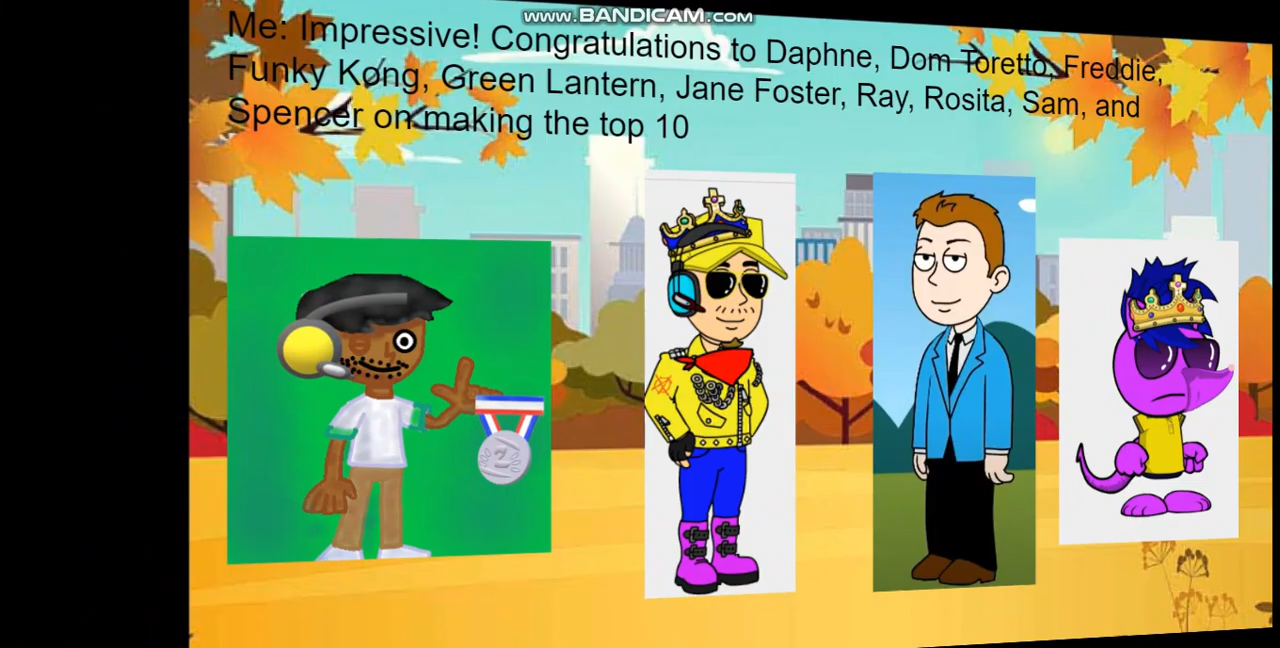 www.BANDICAM.com
Me: Impressive! Congratulations to Daphne, Dom Toretto, Freddie,
Funky Kong, Green Lantern, Jane Foster, Ray, Rosita, Sam, and
Spencer on making the top 10
2